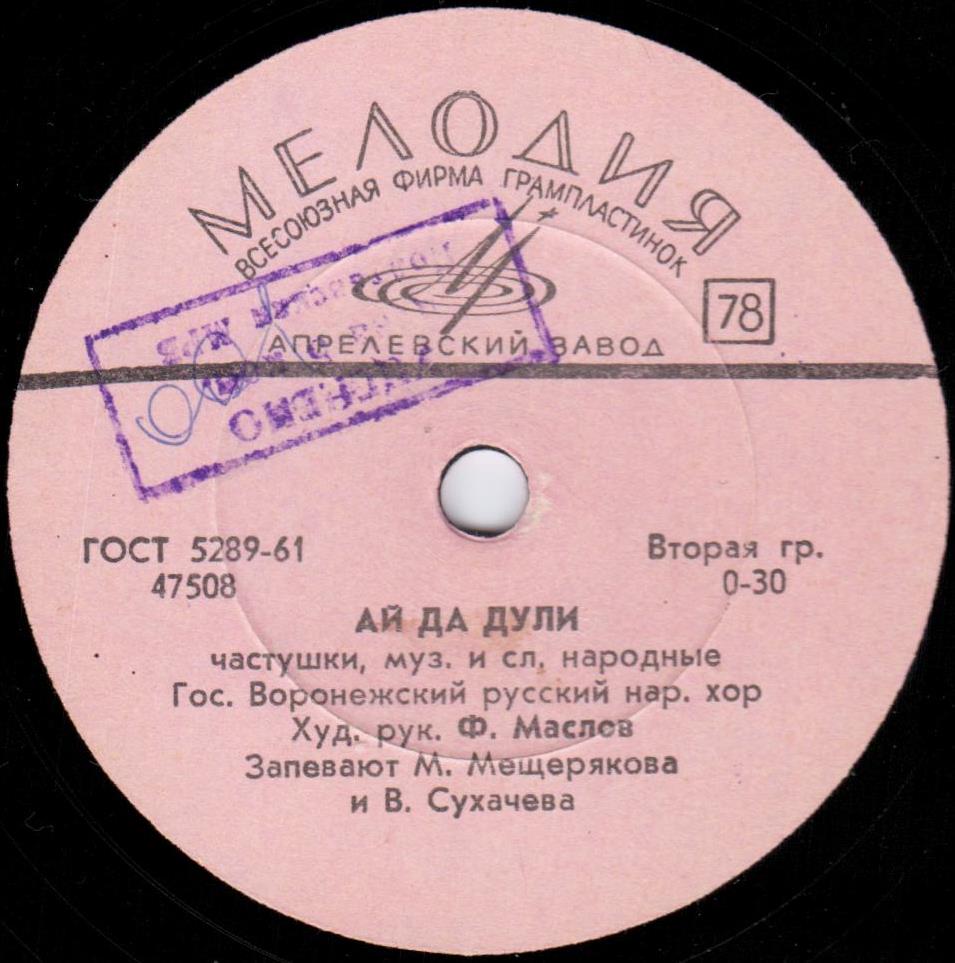 МЕЛОДИЯ
ВСЕСОЮЗНАЯ ФИРМА ГРАМПЛАСТИНОК
78
АПРЕЛЕВСКИЙ ЗАВОД
ГОСТ 5289-61
47508
Вторая гр.
0-30
АЙ ДА ДУЛИ
частушки, муз. и сл. народные
Гос. Воронежский русский нар. хор
Худ. рук. Ф. Маслов
Запевают М. Мещерякова
и В. Сухачева